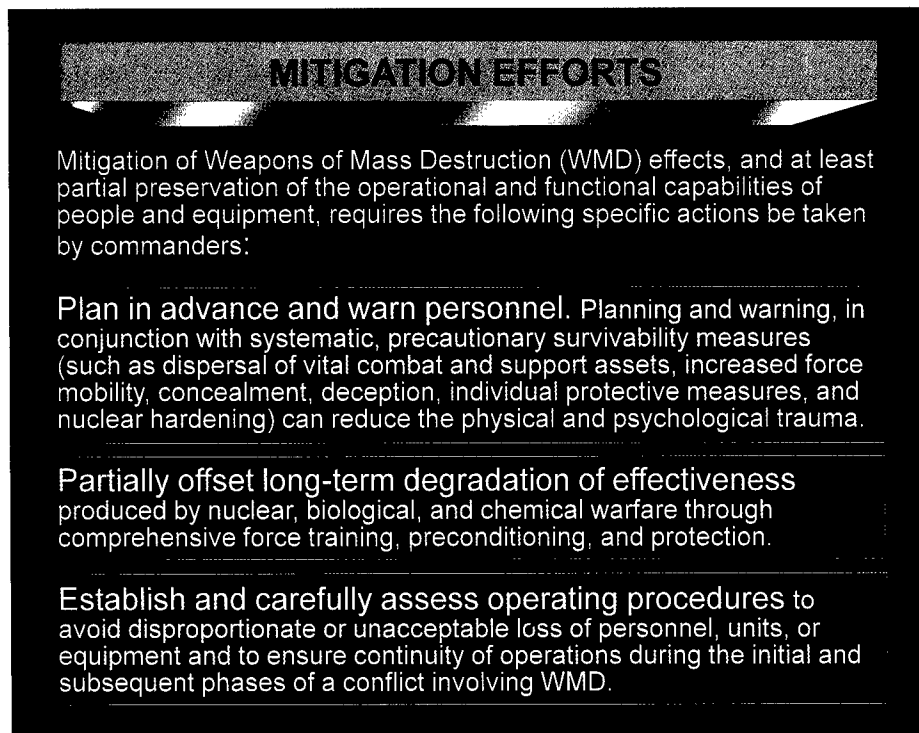 MITIGATION EFFORTS
Mitigation of Weapons of Mass Destruction (WMD) effects, and at least
partial preservation of the operational and functional capabilities of
people and equipment, requires the following specific actions be taken
by commanders:
Plan in advance and warn personnel. Planning and warning, in
conjunction with systematic, precautionary survivability measures
(such as dispersal of vital combat and support assets, increased force
mobility, concealment, deception, individual protective measures, and
nuclear hardening) can reduce the physical and psychological trauma.
Partially offset long-term degradation of effectiveness
produced by nuclear, biological, and chemical warfare through
comprehensive force training, preconditioning, and protection.
Establish and carefully assess operating procedures to
avoid disproportionate or unacceptable loss of personnel, units, or
equipment and to ensure continuity of operations during the initial and
subsequent phases of a conflict involving WMD.